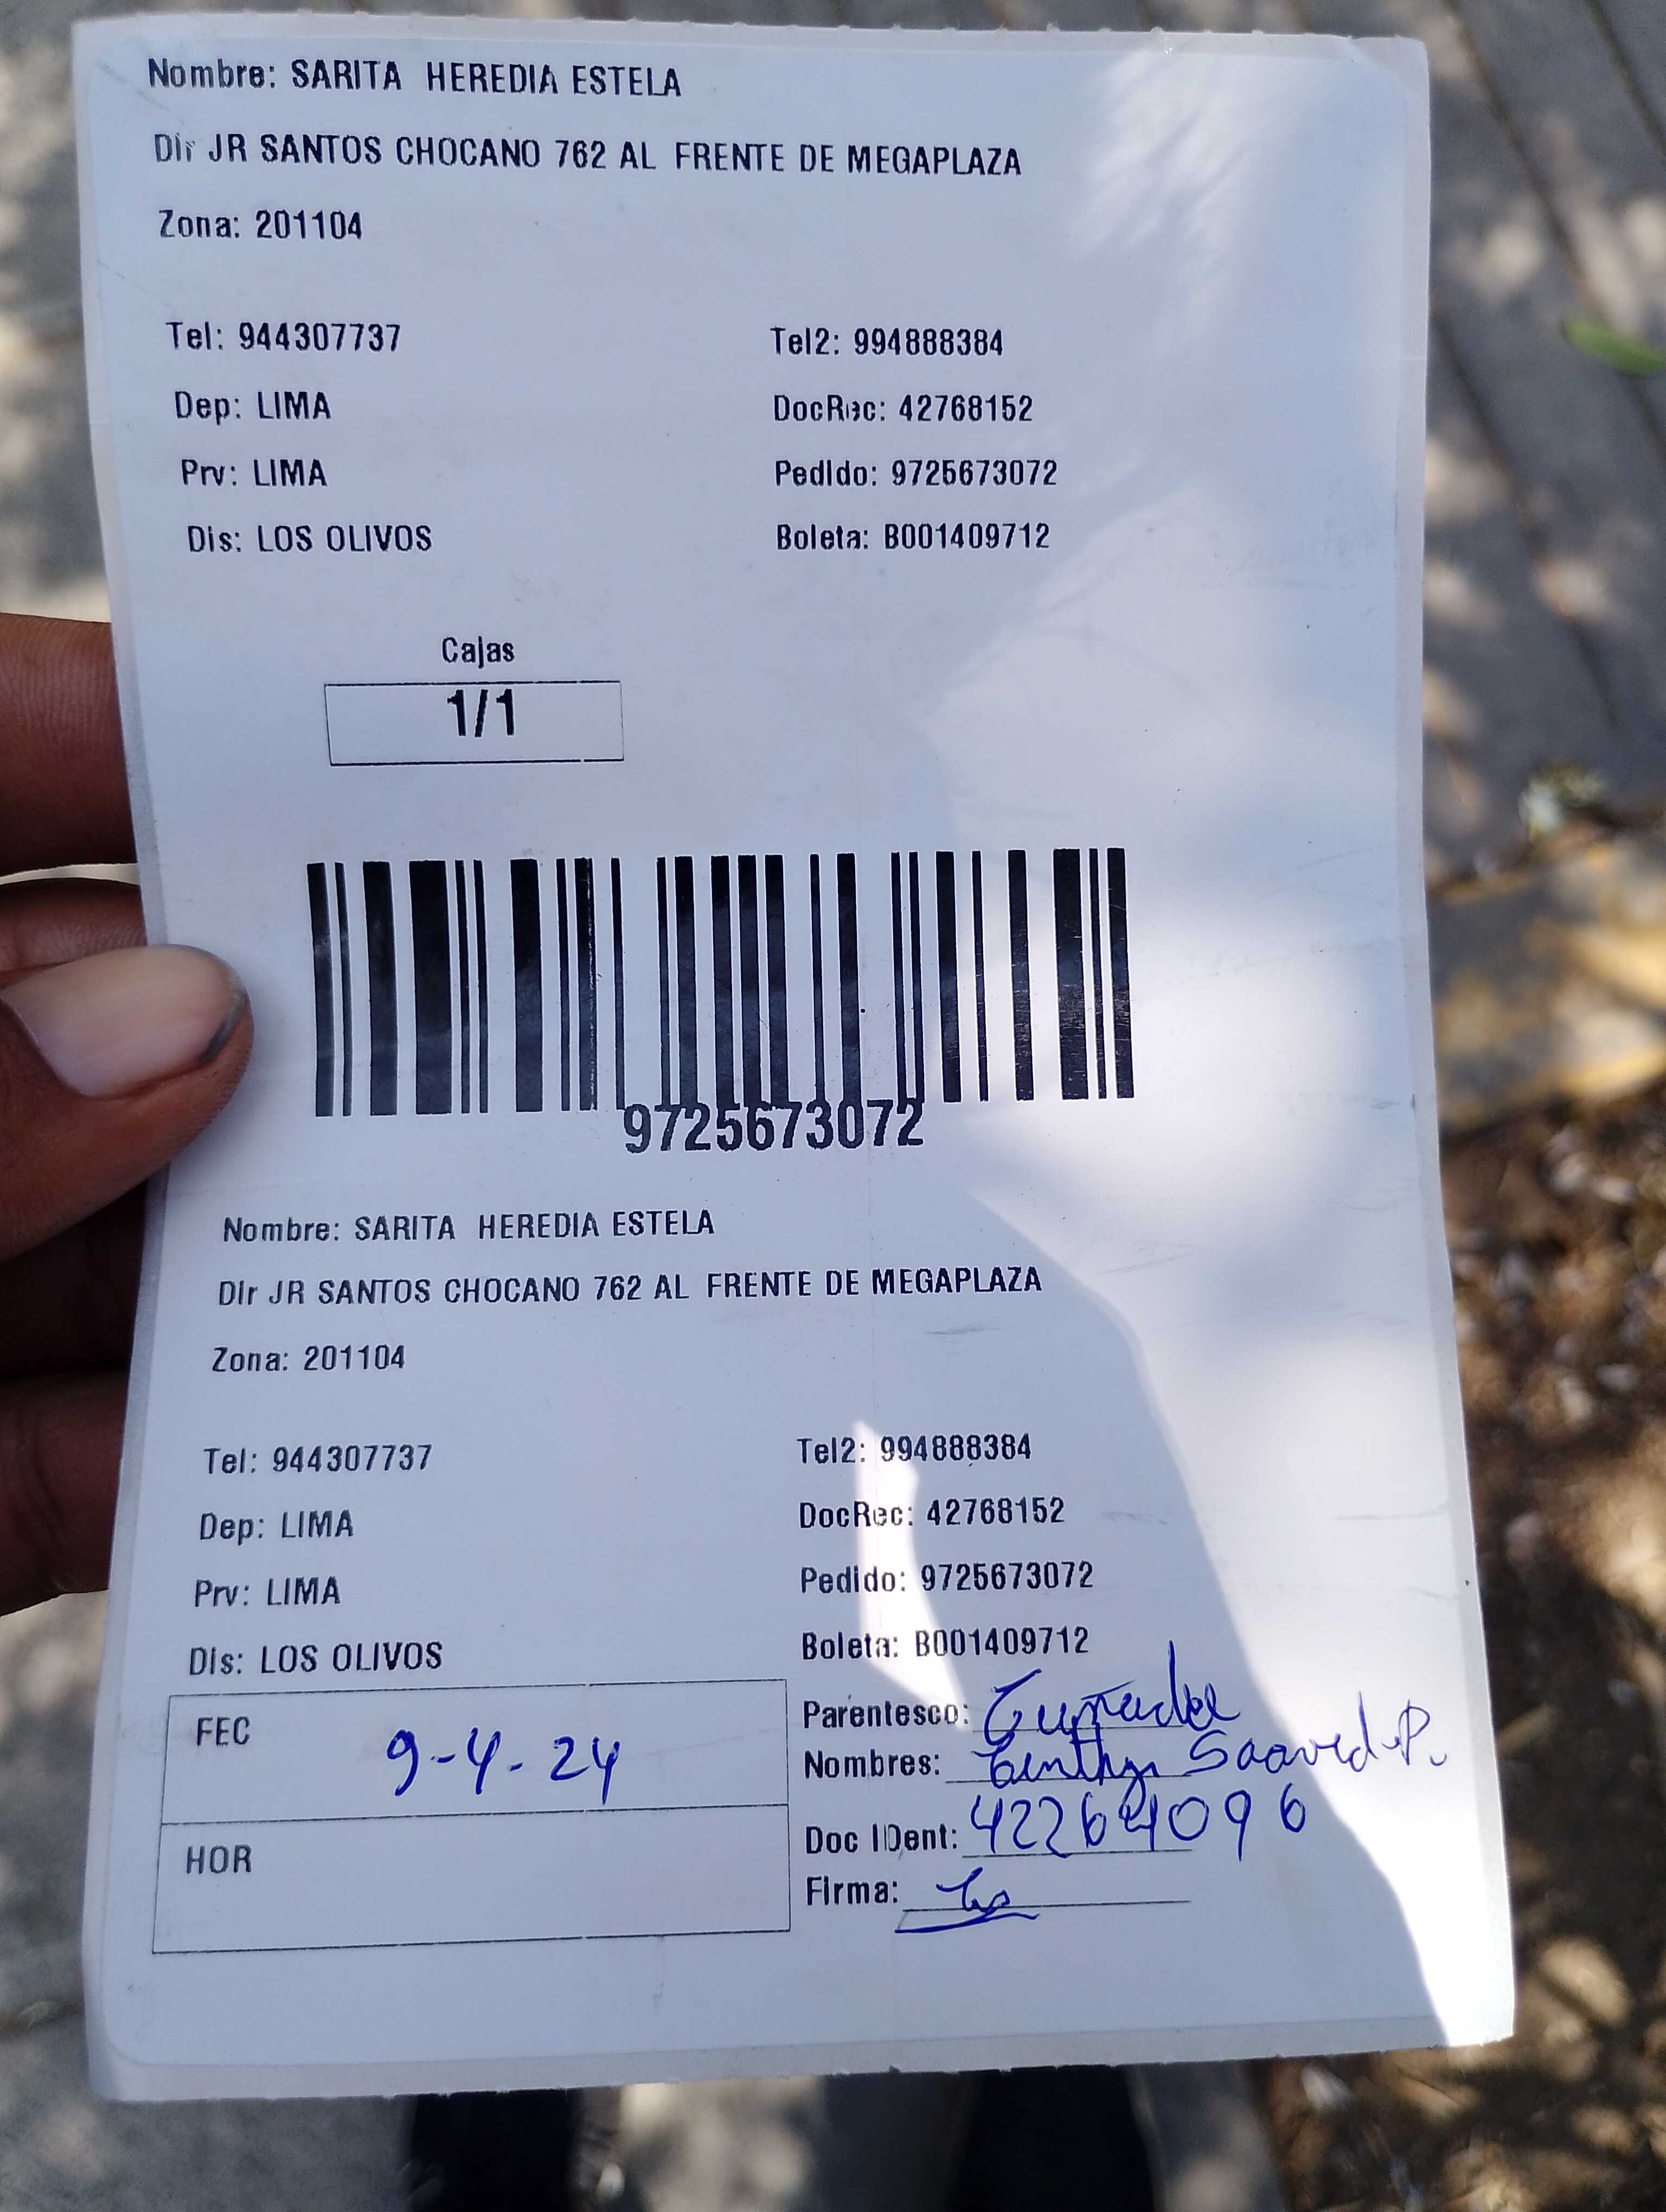 Nombre: SARITA HEREDIA ESTELA
Dir JR SANTOS CHOCANO 762 AL FRENTE DE MEGAPLAZA
Zona: 201104
Tel: 944307737 Tel2: 994888384
Dep: LIMA DocRec: 42768152
Prv: LIMA Pedido: 9725673072
Dis: LOS OLIVOS Boleta: B001409712
Cajas
1/1
9725673072
Nombre: SARITA HEREDIA ESTELA
Dir JR SANTOS CHOCANO 762 AL FRENTE DE MEGAPLAZA
Zona: 201104
Tel: 944307737 Tel2: 994888384
Dep: LIMA DocRec: 42768152
Prv: LIMA Pedido: 9725673072
Dis: LOS OLIVOS Boleta: B001409712
FEC 9-4-24
Parentesco:
Nombres: P.
HOR
Doc IDent: 42264096
Firma: